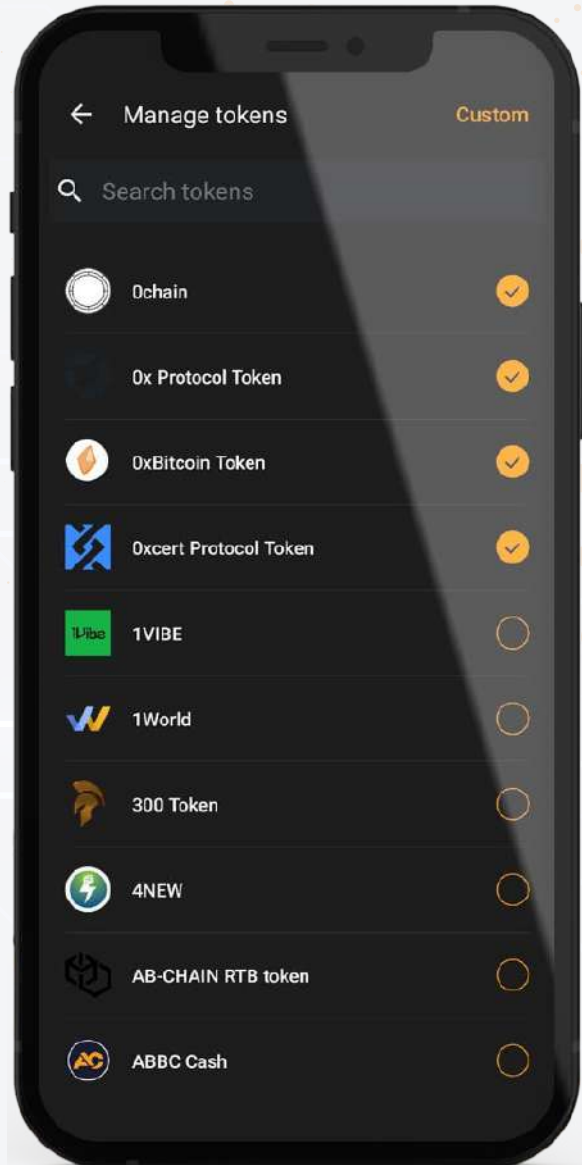 Manage tokens
Custom
Search tokens
0chain
0x Protocol Token
0xBitcoin Token
0xcert Protocol Token
1Vibe
1VIBE
1World
300 Token
4NEW
AB-CHAIN RTB token
AC
ABBC Cash